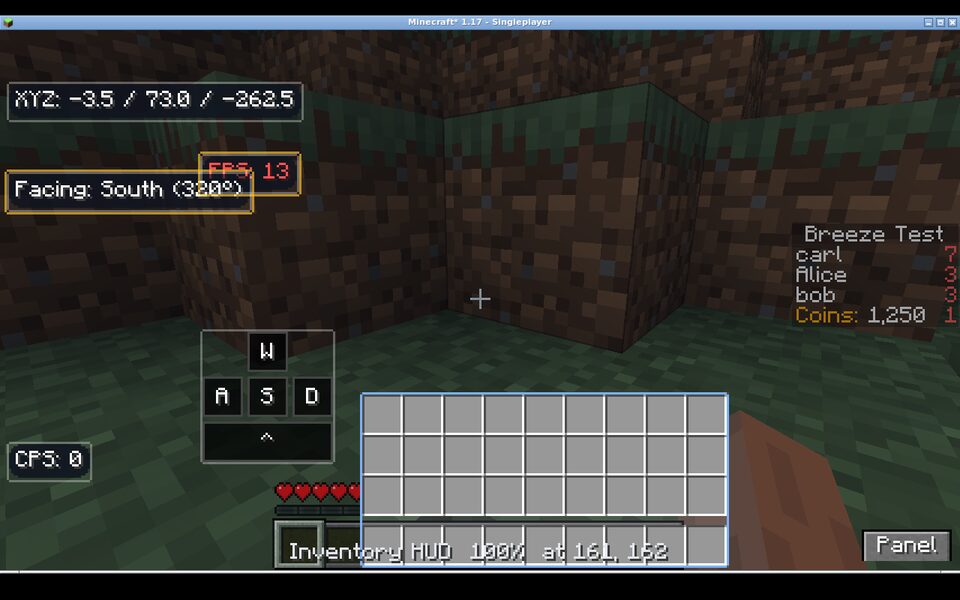 Minecraft* 1.17 - Singleplayer
XYZ: -3.5 / 73.0 / -262.5
FPS: 13
Facing: South (320°)
Breeze Test
carl 7
Alice 3
bob 3
Coins: 1,250 1
W
A S D
^
CPS: 0
Inventory HUD 100% at 161, 162
Panel